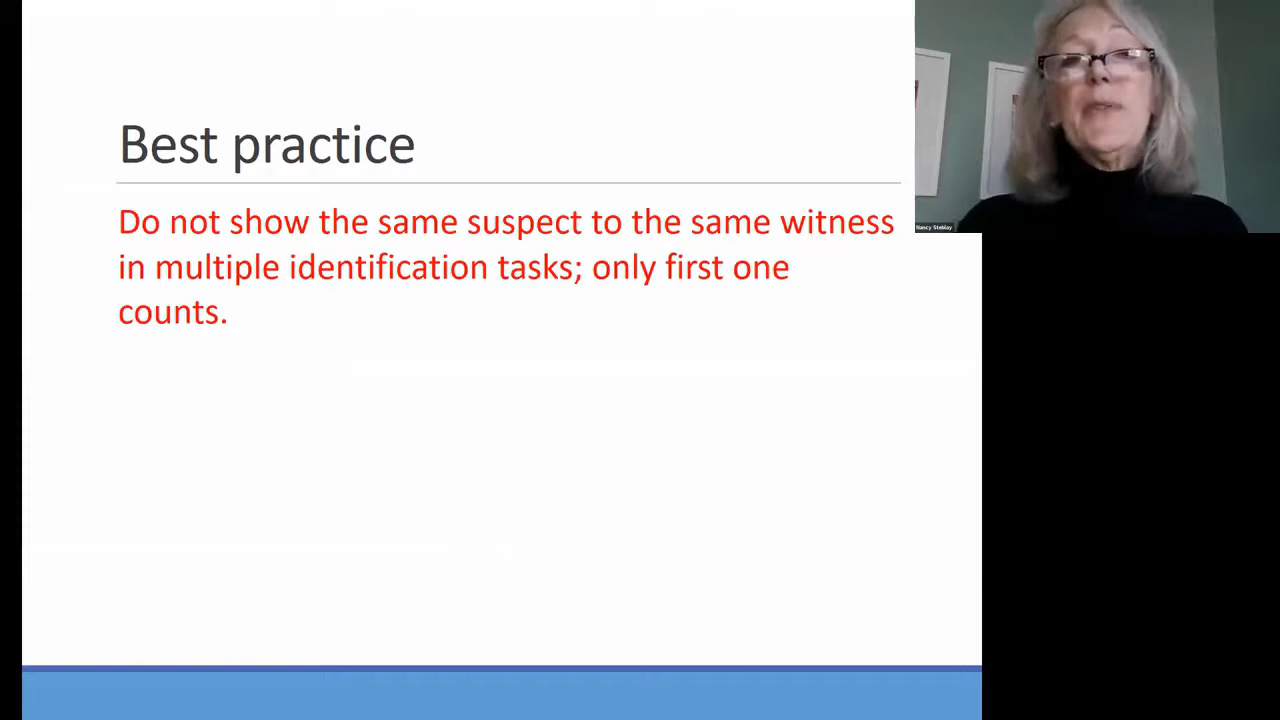 Best practice
Do not show the same suspect to the same witness
in multiple identification tasks; only first one
counts.
Nancy Steblay